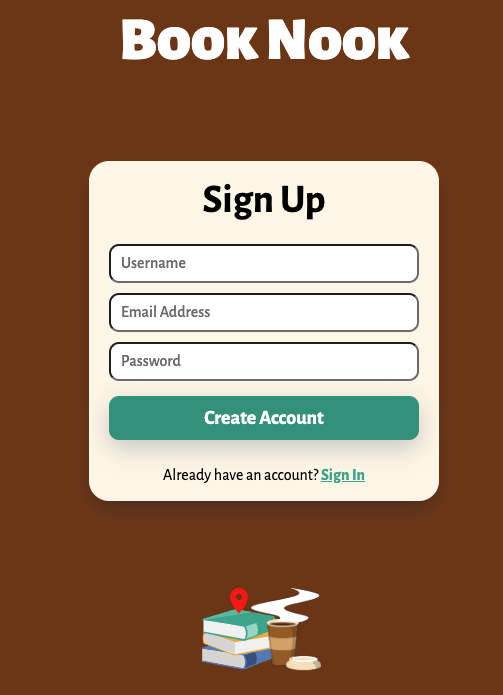 Book Nook
Sign Up
Username
Email Address
Password
Create Account
Already have an account? Sign In